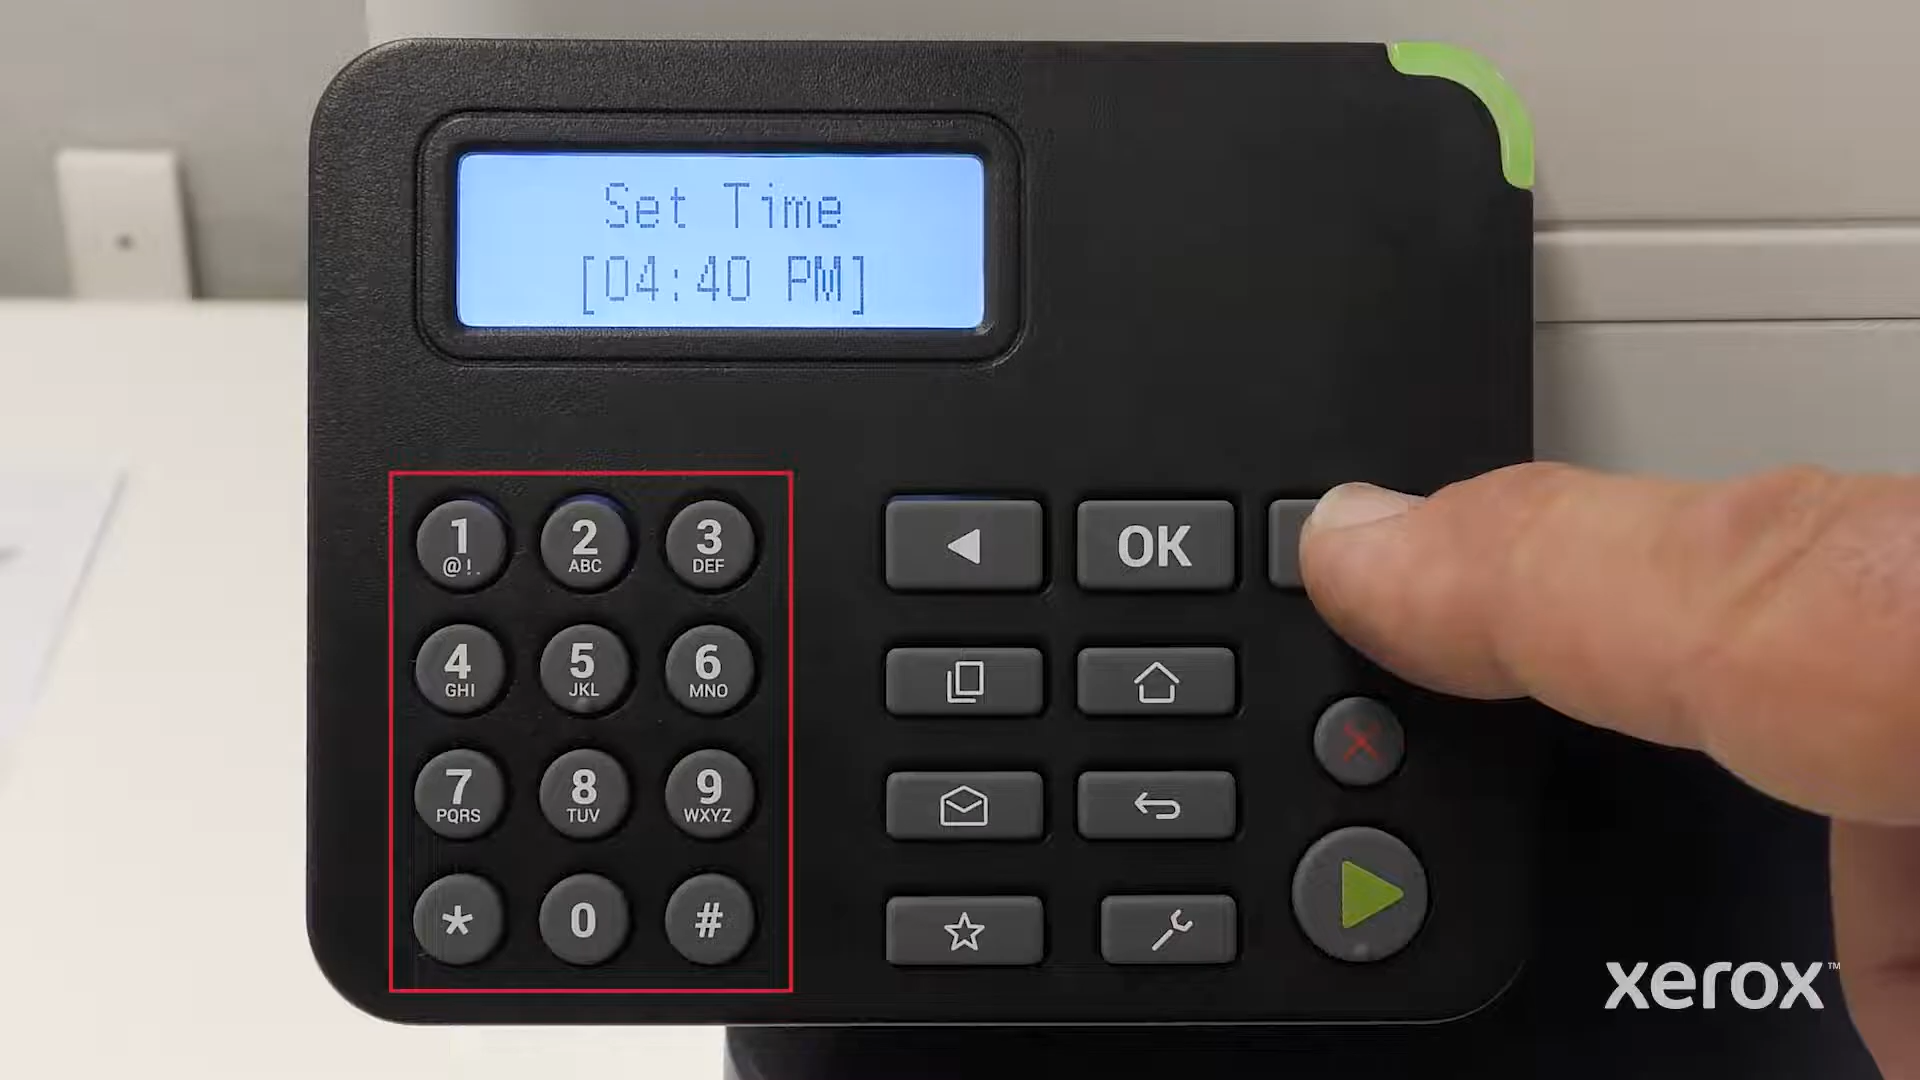 Set Time
[04:40 PM]
1
@!.
2
ABC
3
DEF
OK
4
GHI
5
JKL
6
MNO
7
PQRS
8
TUV
9
WXYZ
*
0
#
xerox™